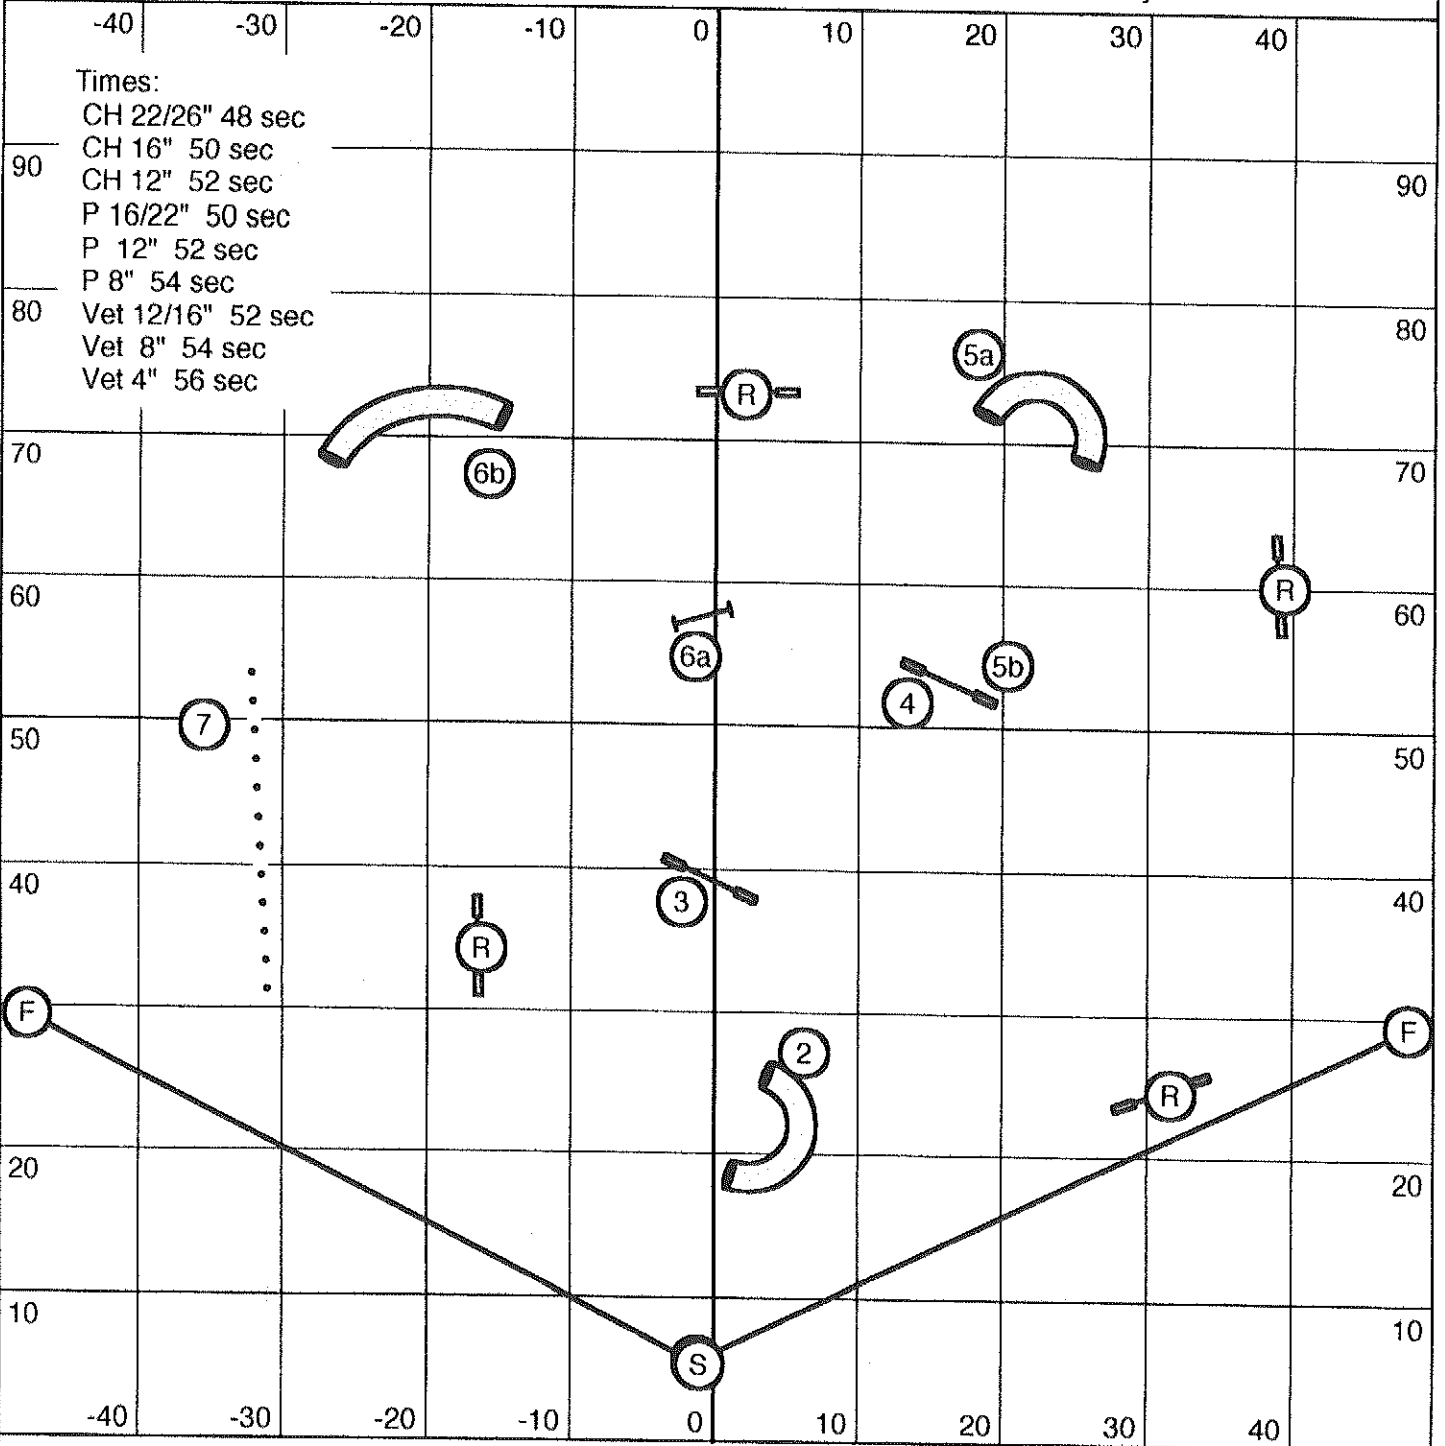 -40 -30 -20 -10 0 10 20 30 40
Times:
CH 22/26" 48 sec
CH 16" 50 sec
90 90
CH 12" 52 sec
P 16/22" 50 sec
P 12" 52 sec
P 8" 54 sec
80 Vet 12/16" 52 sec 80
Vet 8" 54 sec
5a
Vet 4" 56 sec
R
70 70
6b
R
60 60
6a 5b
4
7
50 50
40 40
3
R
F F
2
R
20 20
10 10
S
-40 -30 -20 -10 0 10 20 30 40